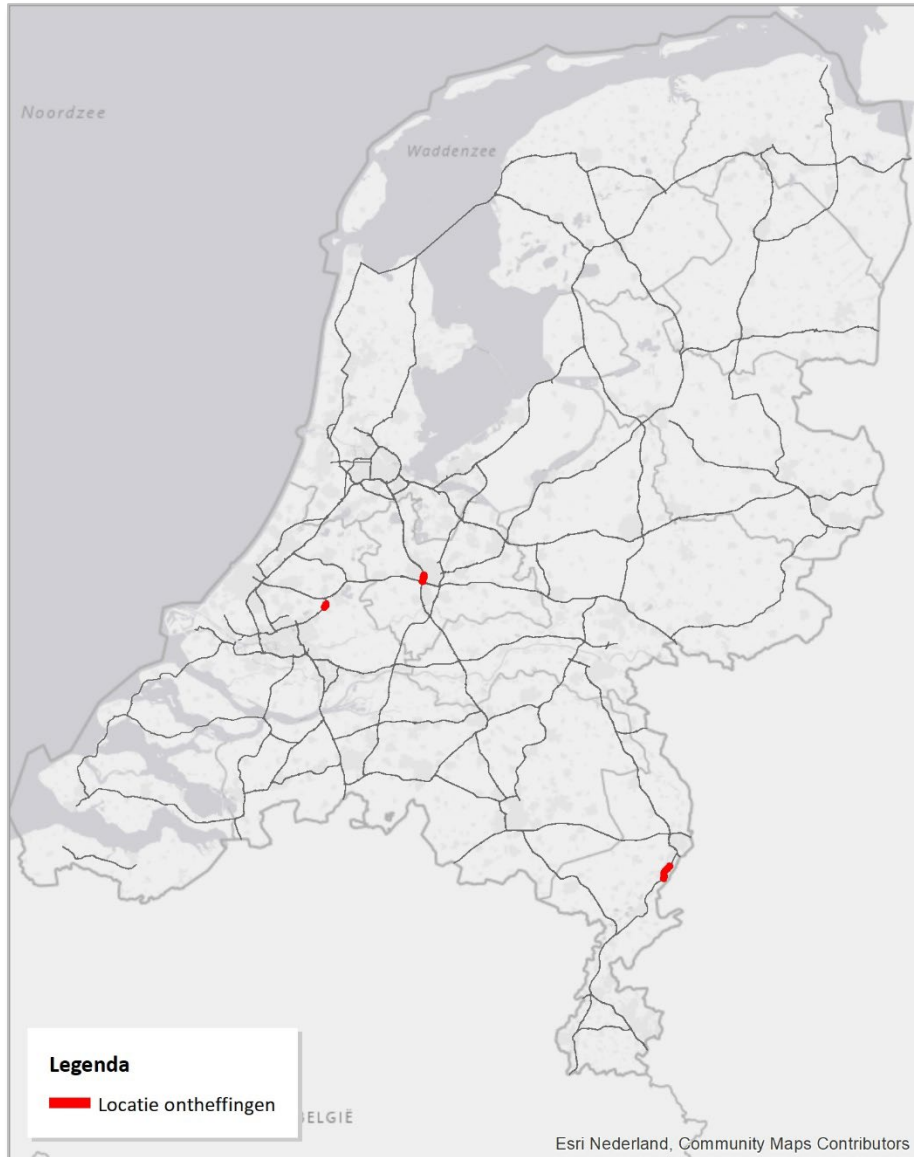 Noordzee
Waddenzee
Legenda
Locatie ontheffingen
BELGIË
Esri Nederland, Community Maps Contributors